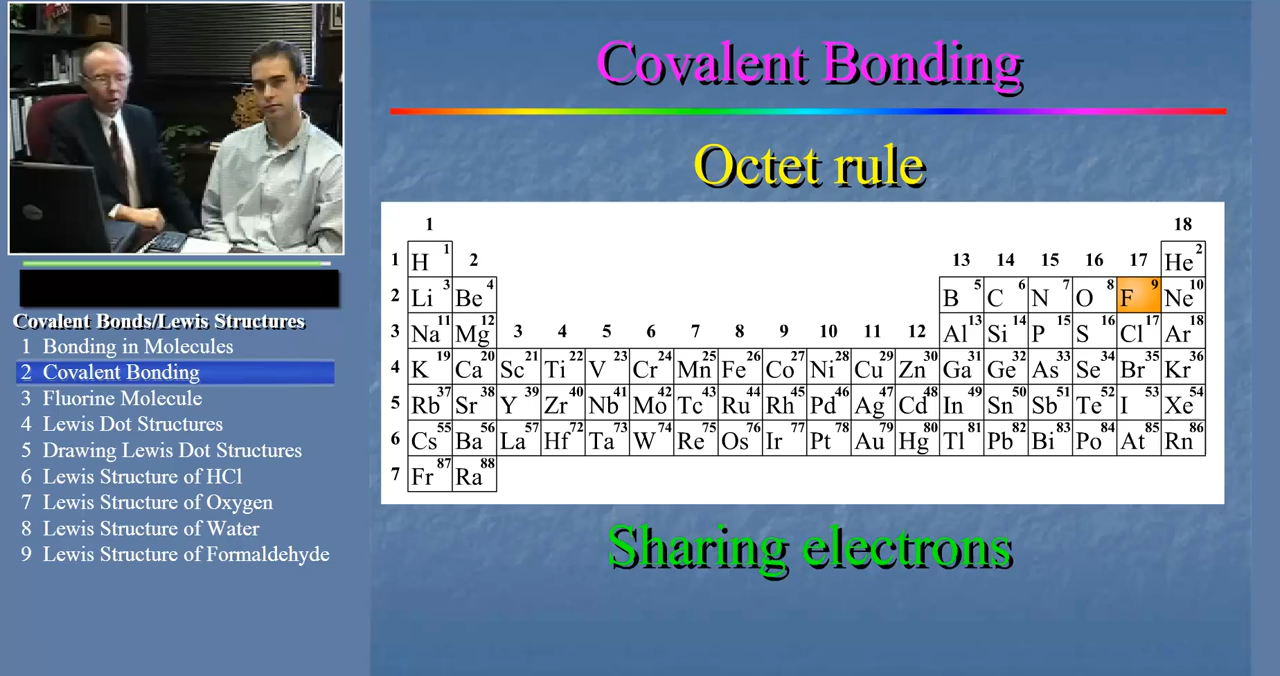 Covalent Bonding
Octet rule
1 18
1 H 1 2 13 14 15 16 17 He 2
2 Li 3 Be 4 B 5 C 6 N 7 O 8 F 9 Ne 10
3 Na 11 Mg 12 3 4 5 6 7 8 9 10 11 12 Al 13 Si 14 P 15 S 16 Cl 17 Ar 18
4 K 19 Ca 20 Sc 21 Ti 22 V 23 Cr 24 Mn 25 Fe 26 Co 27 Ni 28 Cu 29 Zn 30 Ga 31 Ge 32 As 33 Se 34 Br 35 Kr 36
5 Rb 37 Sr 38 Y 39 Zr 40 Nb 41 Mo 42 Tc 43 Ru 44 Rh 45 Pd 46 Ag 47 Cd 48 In 49 Sn 50 Sb 51 Te 52 I 53 Xe 54
6 Cs 55 Ba 56 La 57 Hf 72 Ta 73 W 74 Re 75 Os 76 Ir 77 Pt 78 Au 79 Hg 80 Tl 81 Pb 82 Bi 83 Po 84 At 85 Rn 86
7 Fr 87 Ra 88
Sharing electrons
Covalent Bonds/Lewis Structures
1 Bonding in Molecules
2 Covalent Bonding
3 Fluorine Molecule
4 Lewis Dot Structures
5 Drawing Lewis Dot Structures
6 Lewis Structure of HCl
7 Lewis Structure of Oxygen
8 Lewis Structure of Water
9 Lewis Structure of Formaldehyde